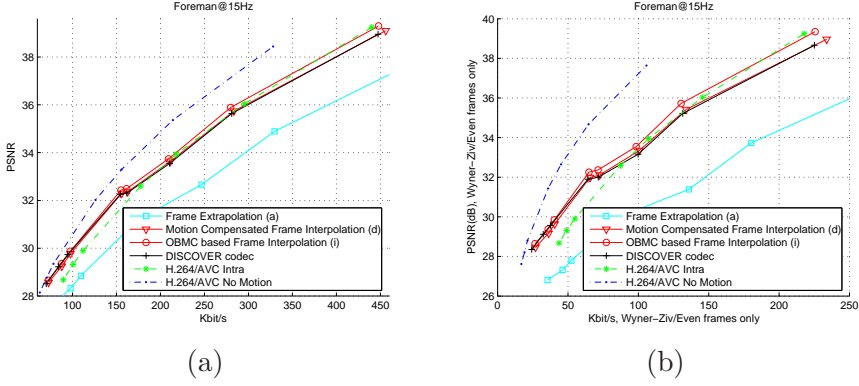 Foreman@15Hz
38
36
34
32
30
28
PSNR
Frame Extrapolation (a)
Motion Compensated Frame Interpolation (d)
OBMC based Frame Interpolation (i)
DISCOVER codec
H.264/AVC Intra
H.264/AVC No Motion
100 150 200 250 300 350 400 450
Kbit/s
(a)
Foreman@15Hz
40
38
36
34
32
30
28
26
PSNR(dB), Wyner−Ziv/Even frames only
Frame Extrapolation (a)
Motion Compensated Frame Interpolation (d)
OBMC based Frame Interpolation (i)
DISCOVER codec
H.264/AVC Intra
H.264/AVC No Motion
0 50 100 150 200 250
Kbit/s, Wyner−Ziv/Even frames only
(b)